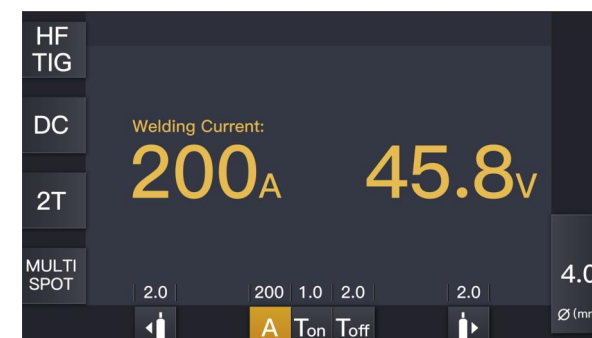 HF
TIG
DC
2T
MULTI
SPOT
Welding Current:
200A 45.8V
2.0 200 1.0 2.0 2.0
A Ton Toff
4.0
Ø (mm